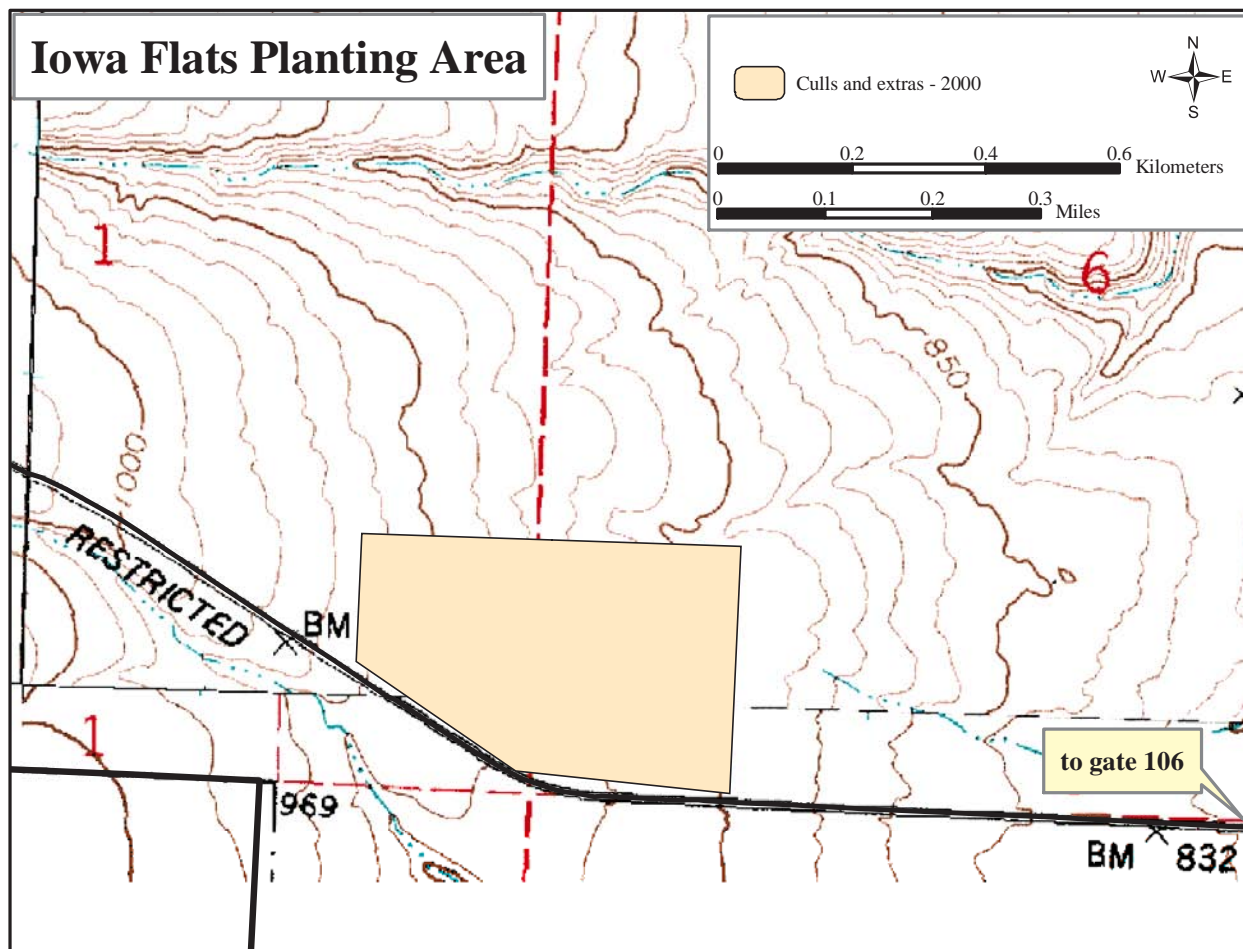 Iowa Flats Planting Area
Culls and extras - 2000
N
W E
S
0 0.2 0.4 0.6
Kilometers
0 0.1 0.2 0.3
Miles
1
6
850
1000
RESTRICTED
BM
1
to gate 106
969
BM 832